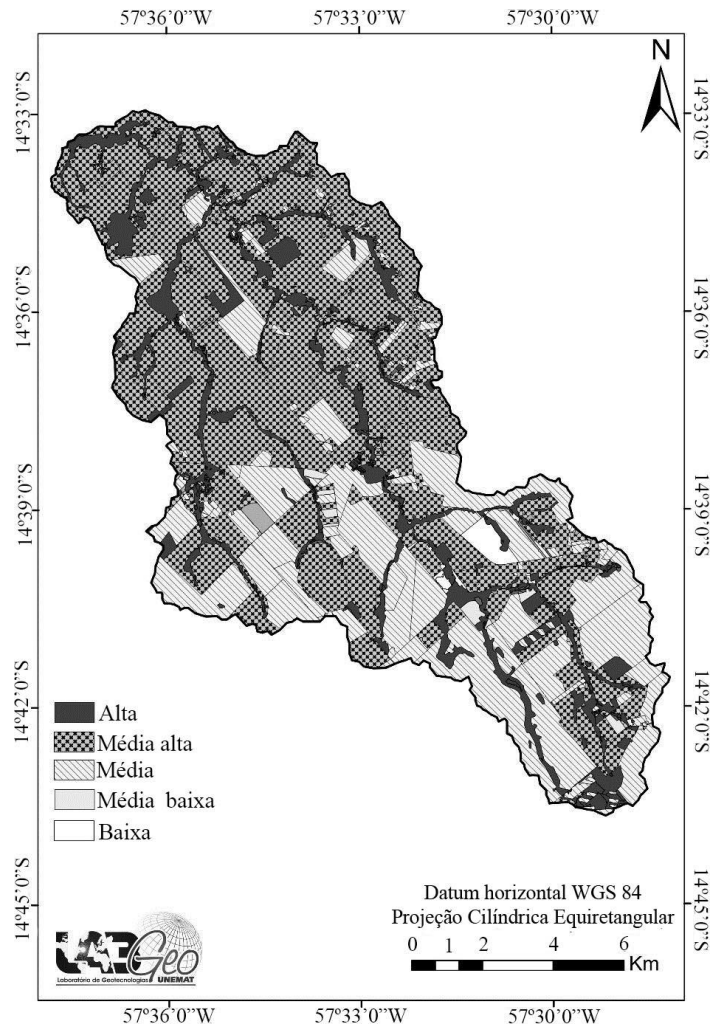 57º36’0”W 57º33’0”W 57º30’0”W
N
14º33’0”S 14º33’0”S
14º36’0”S 14º36’0”S
14º39’0”S 14º39’0”S
14º42’0”S 14º42’0”S
Alta
Média alta
Média
Média baixa
Baixa
14º45’0”S 14º45’0”S
Datum horizontal WGS 84
Projeção Cilíndrica Equiretangular
0 1 2 4 6
Km
LABGeo
UNEMAT
Laboratório de Geotecnologias
57º36’0”W 57º33’0”W 57º30’0”W